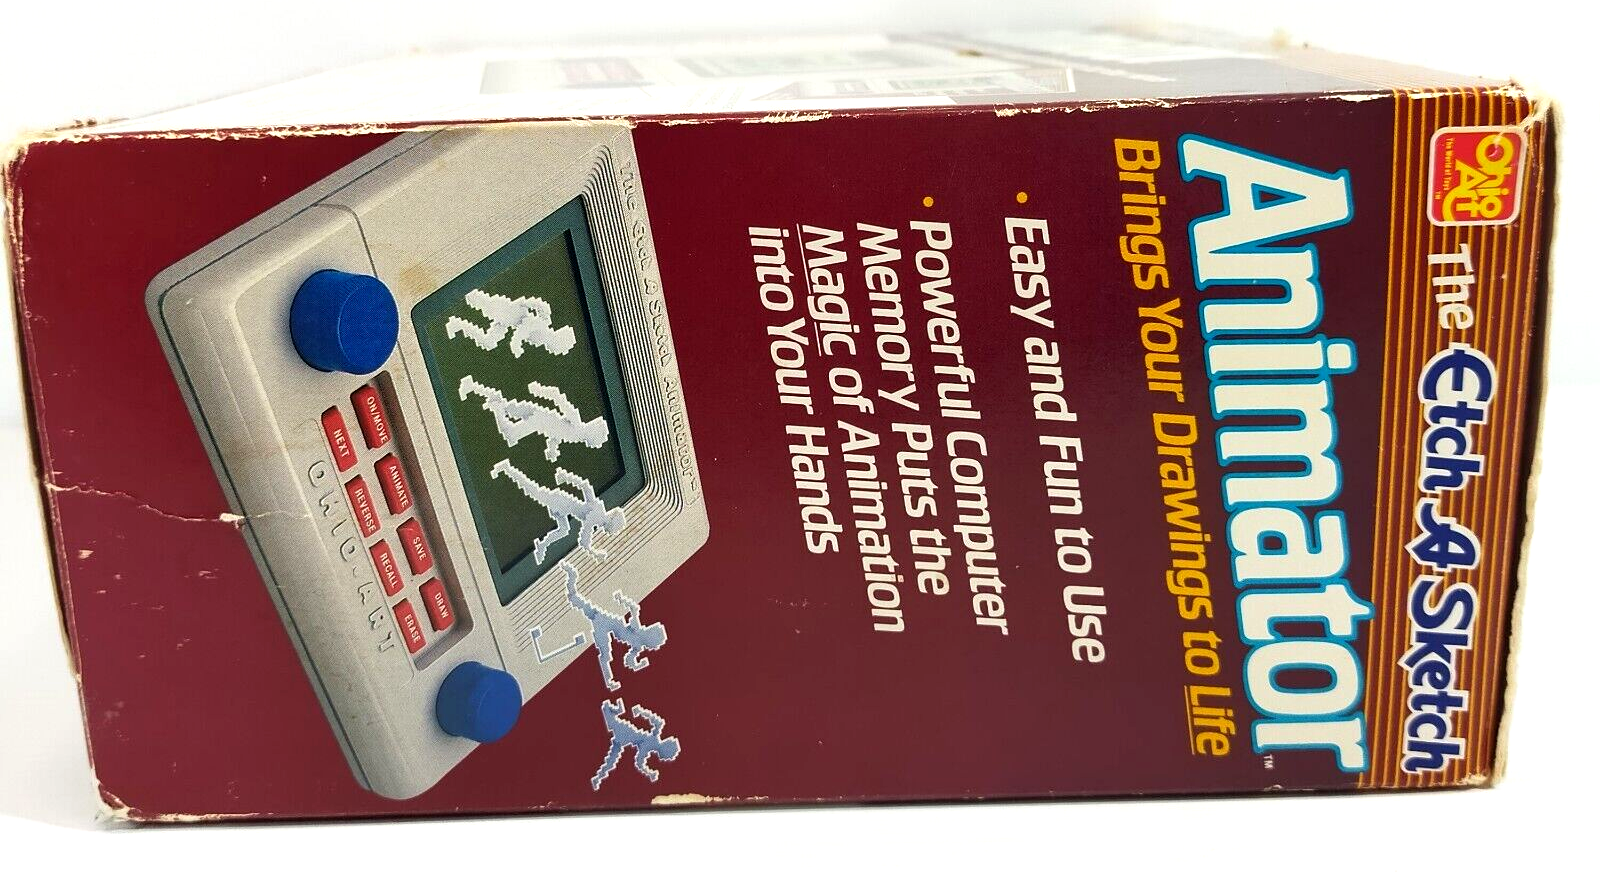 Ohio
Art
The World of Toys™
The Etch A Sketch
Animator™
Brings Your Drawings to Life
• Easy and Fun to Use
• Powerful Computer
Memory Puts the
Magic of Animation
into Your Hands
The Etch A Sketch Animator
ON/MOVE ANIMATE SAVE DRAW
NEXT REVERSE RECALL ERASE
OHIO-ART